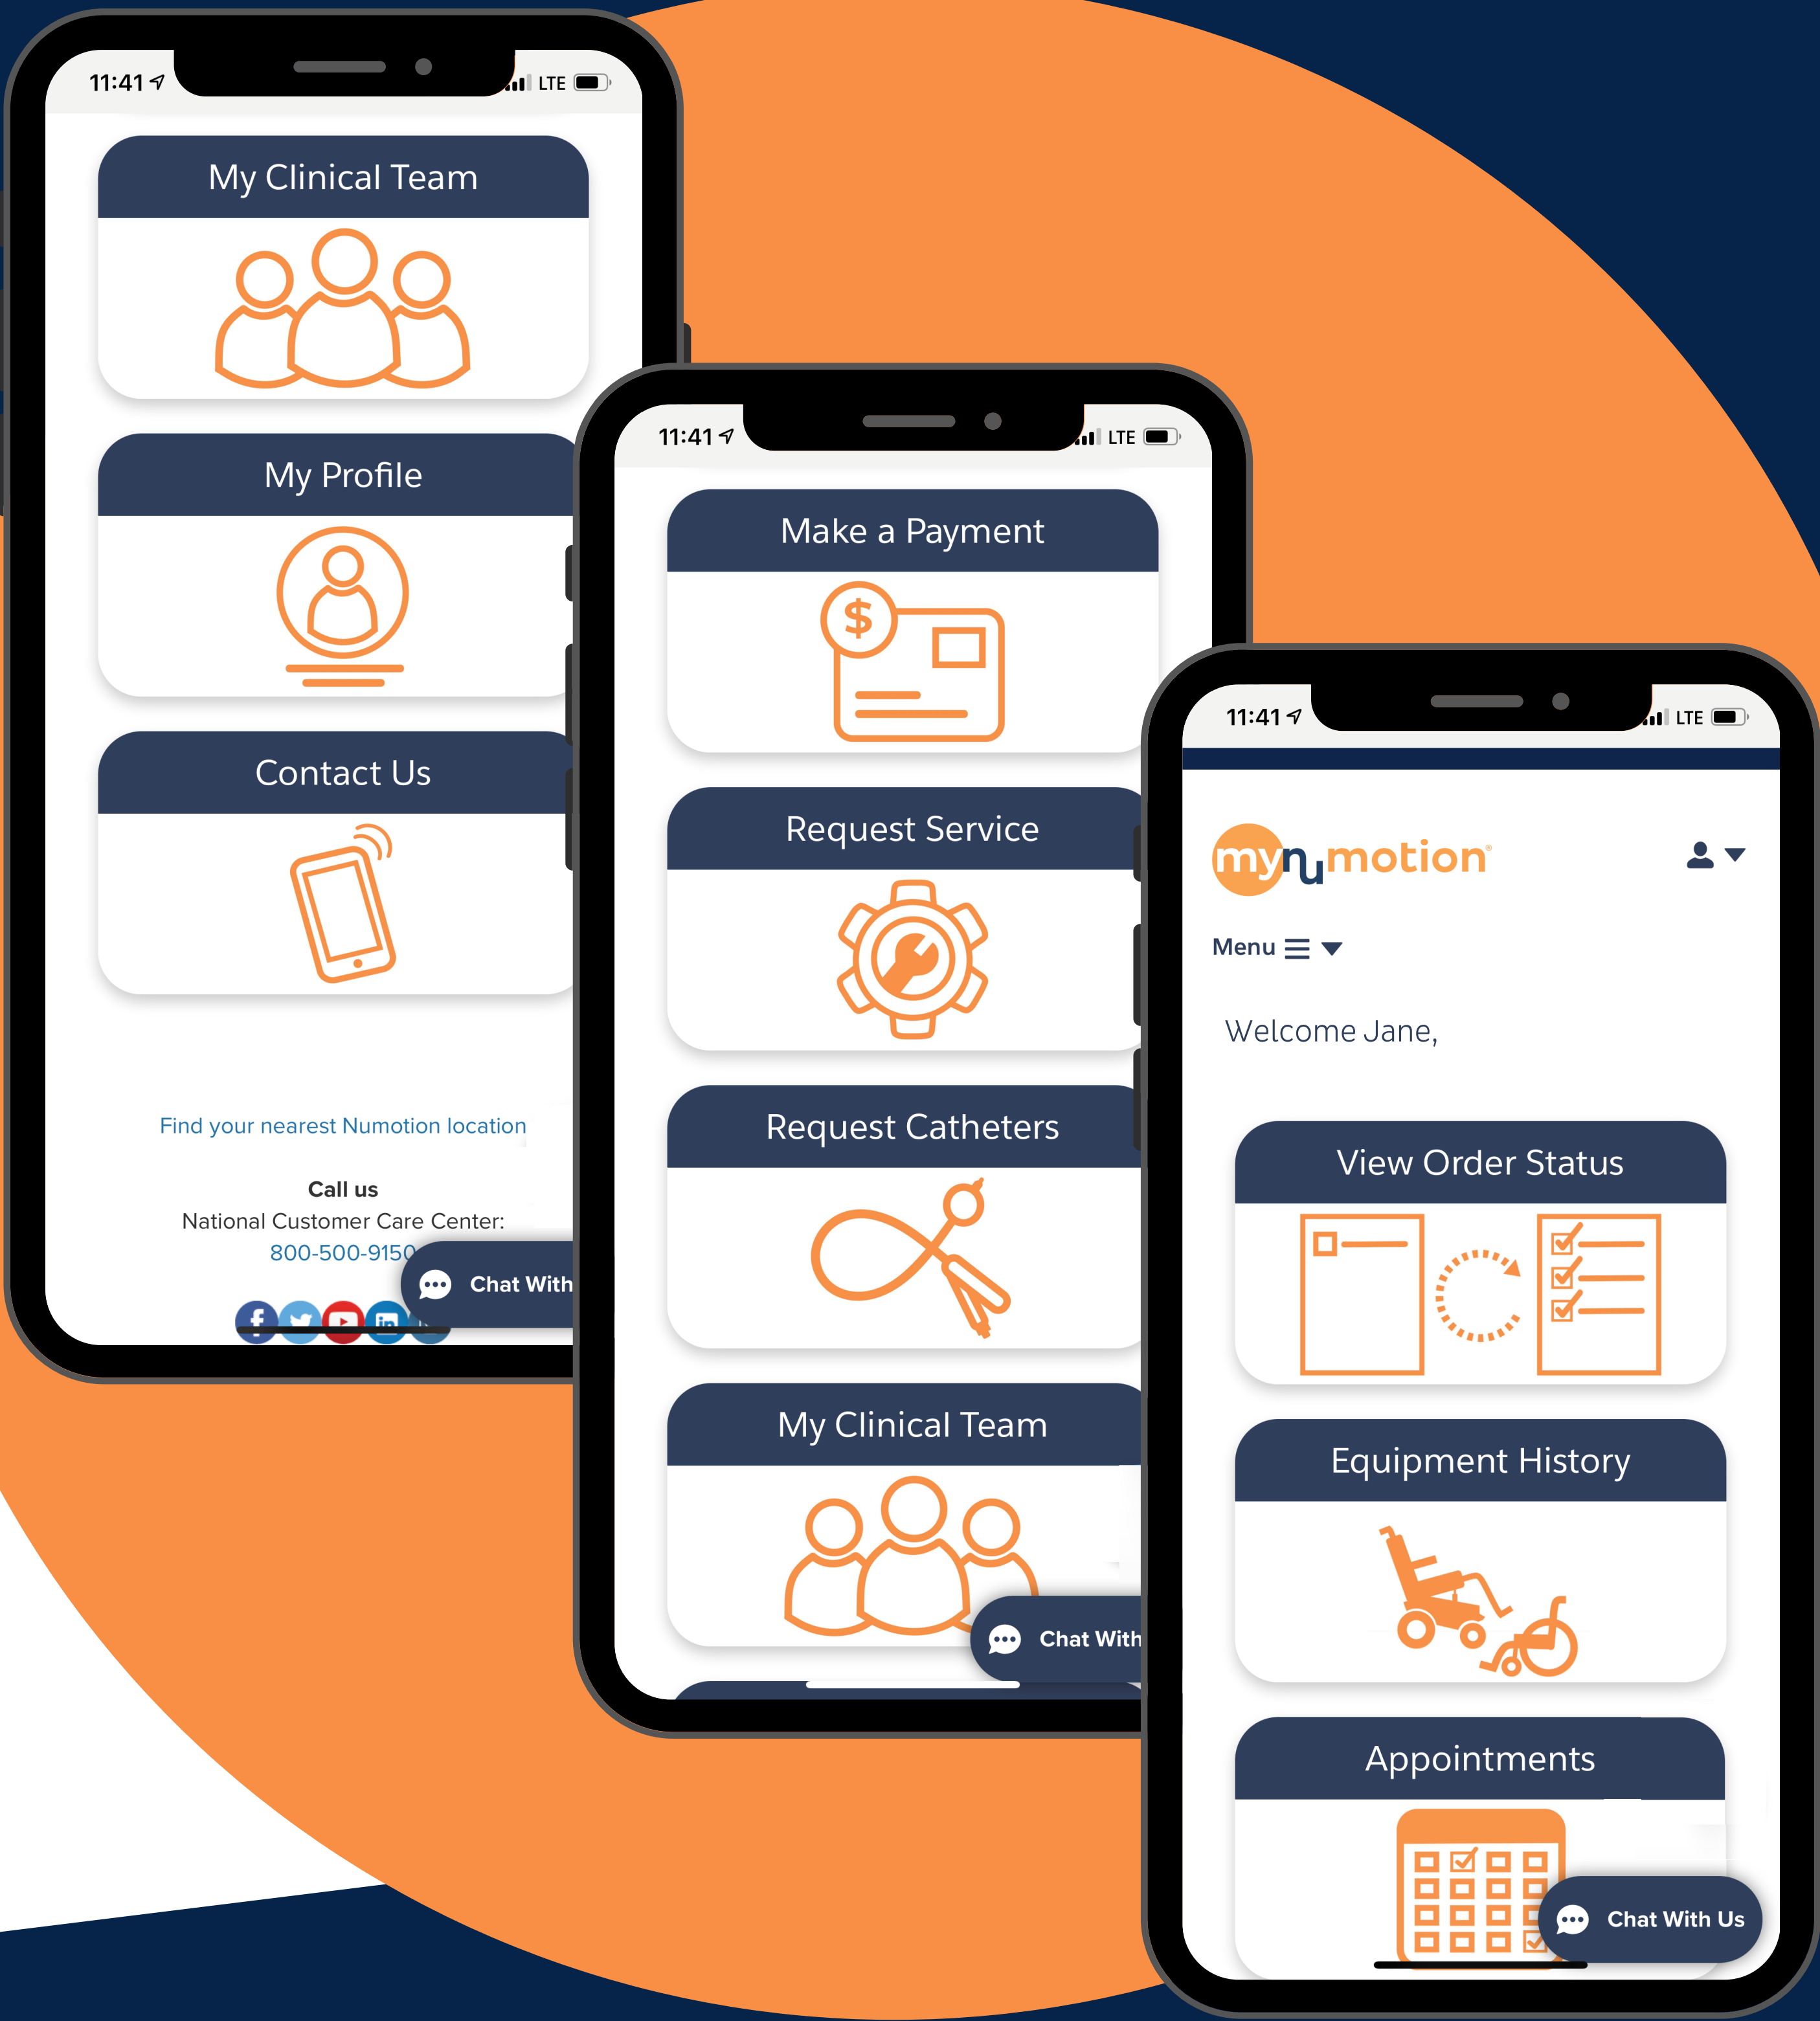 11:41
LTE
My Clinical Team
My Profile
Contact Us
Find your nearest Numotion location
Call us
National Customer Care Center:
800-500-9150
Chat With
11:41
LTE
Make a Payment
$
Request Service
Request Catheters
My Clinical Team
Chat With
11:41
LTE
mynumotion®
Menu
Welcome Jane,
View Order Status
Equipment History
Appointments
Chat With Us